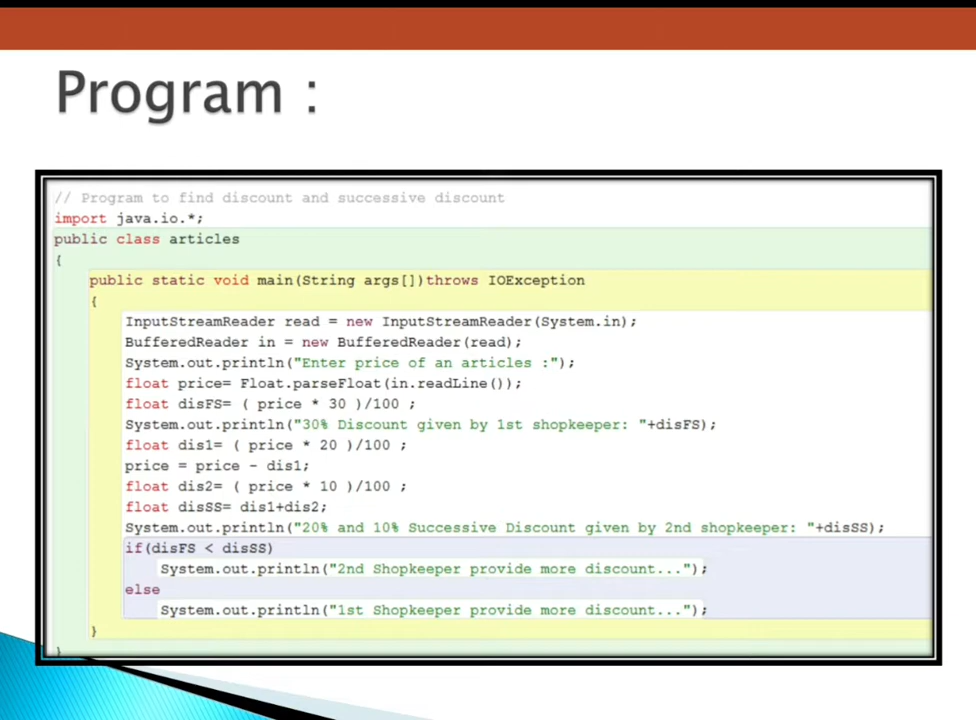 Program :
// Program to find discount and successive discount
import java.io.*;
public class articles
{
public static void main(String args[])throws IOException
{
InputStreamReader read = new InputStreamReader(System.in);
BufferedReader in = new BufferedReader(read);
System.out.println("Enter price of an articles :");
float price= Float.parseFloat(in.readLine());
float disFS= ( price * 30 )/100 ;
System.out.println("30% Discount given by 1st shopkeeper: "+disFS);
float dis1= ( price * 20 )/100 ;
price = price - dis1;
float dis2= ( price * 10 )/100 ;
float disSS= dis1+dis2;
System.out.println("20% and 10% Successive Discount given by 2nd shopkeeper: "+disSS);
if(disFS < disSS)
System.out.println("2nd Shopkeeper provide more discount...");
else
System.out.println("1st Shopkeeper provide more discount...");
}
}